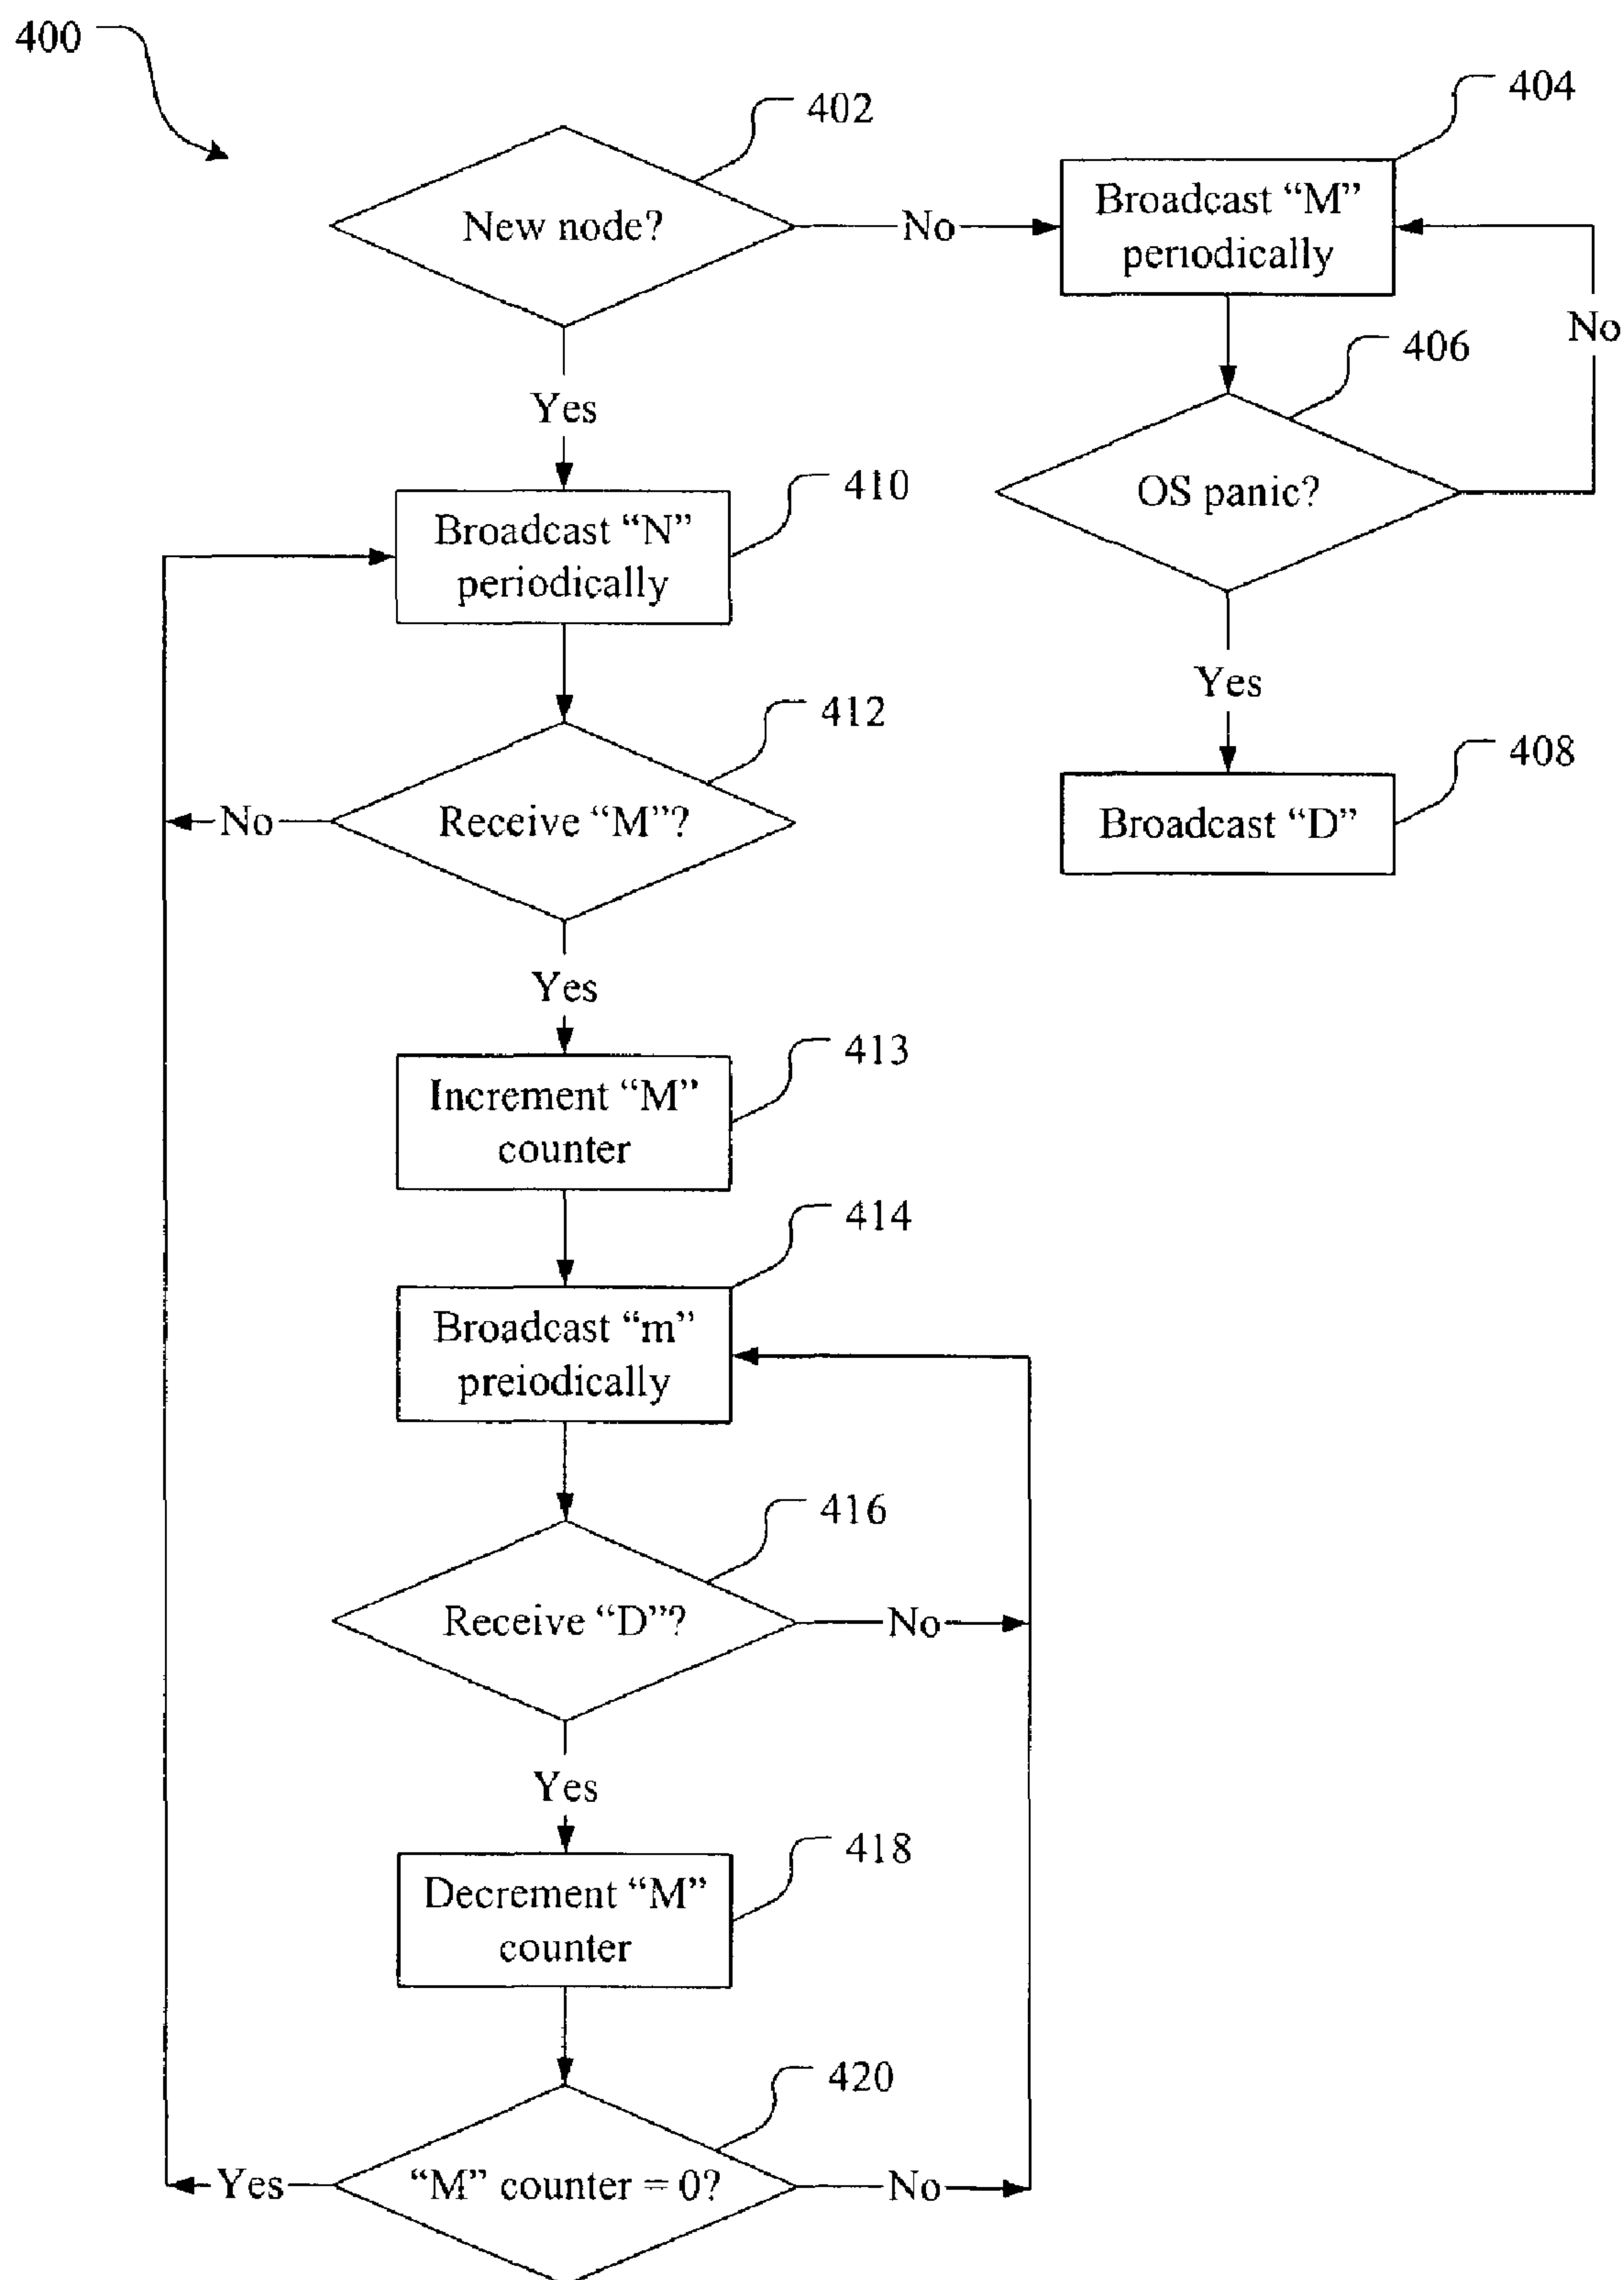 400
402
New node?
No
404
Broadcast “M”
periodically
No
406
OS panic?
Yes
408
Broadcast “D”
Yes
410
Broadcast “N”
periodically
412
Receive “M”?
No
Yes
413
Increment “M”
counter
414
Broadcast “m”
preiodically
416
Receive “D”?
No
Yes
418
Decrement “M”
counter
420
“M” counter = 0?
Yes
No